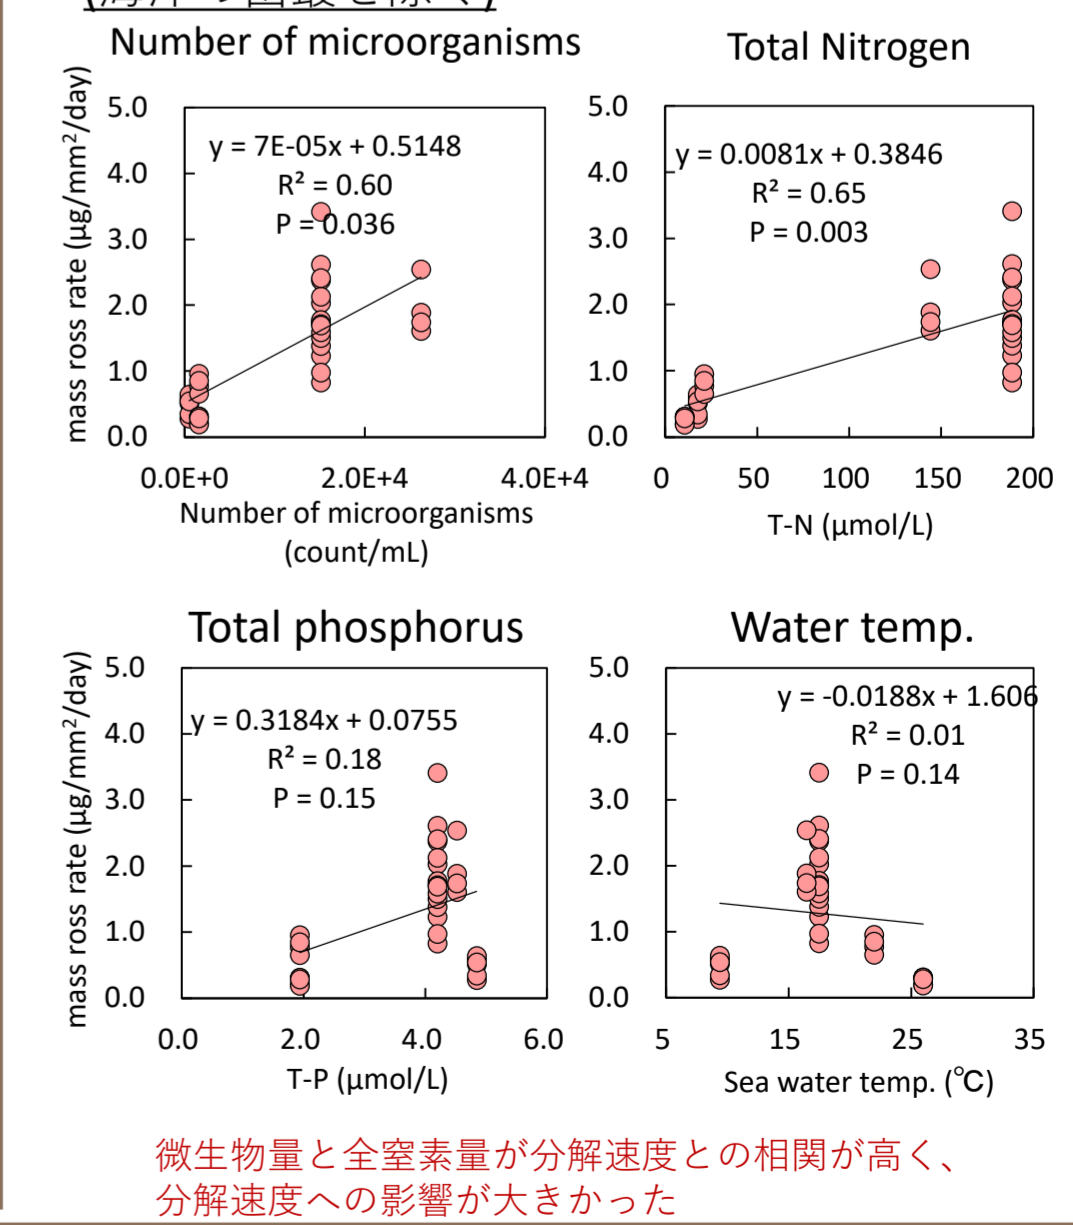 Number of microorganisms
Total Nitrogen
mass ross rate (μg/mm²/day)
5.0
4.0
3.0
2.0
1.0
0.0
y = 7E-05x + 0.5148
R² = 0.60
P = 0.036
0.0E+0 2.0E+4 4.0E+4
Number of microorganisms
(count/mL)
5.0
4.0
3.0
2.0
1.0
0.0
y = 0.0081x + 0.3846
R² = 0.65
P = 0.003
0 50 100 150 200
T-N (μmol/L)
Total phosphorus
Water temp.
mass ross rate (μg/mm²/day)
5.0
4.0
3.0
2.0
1.0
0.0
y = 0.3184x + 0.0755
R² = 0.18
P = 0.15
0.0 2.0 4.0 6.0
T-P (μmol/L)
5.0
4.0
3.0
2.0
1.0
0.0
y = -0.0188x + 1.606
R² = 0.01
P = 0.14
5 15 25 35
Sea water temp. (℃)
微生物量と全窒素量が分解速度との相関が高く、
分解速度への影響が大きかった